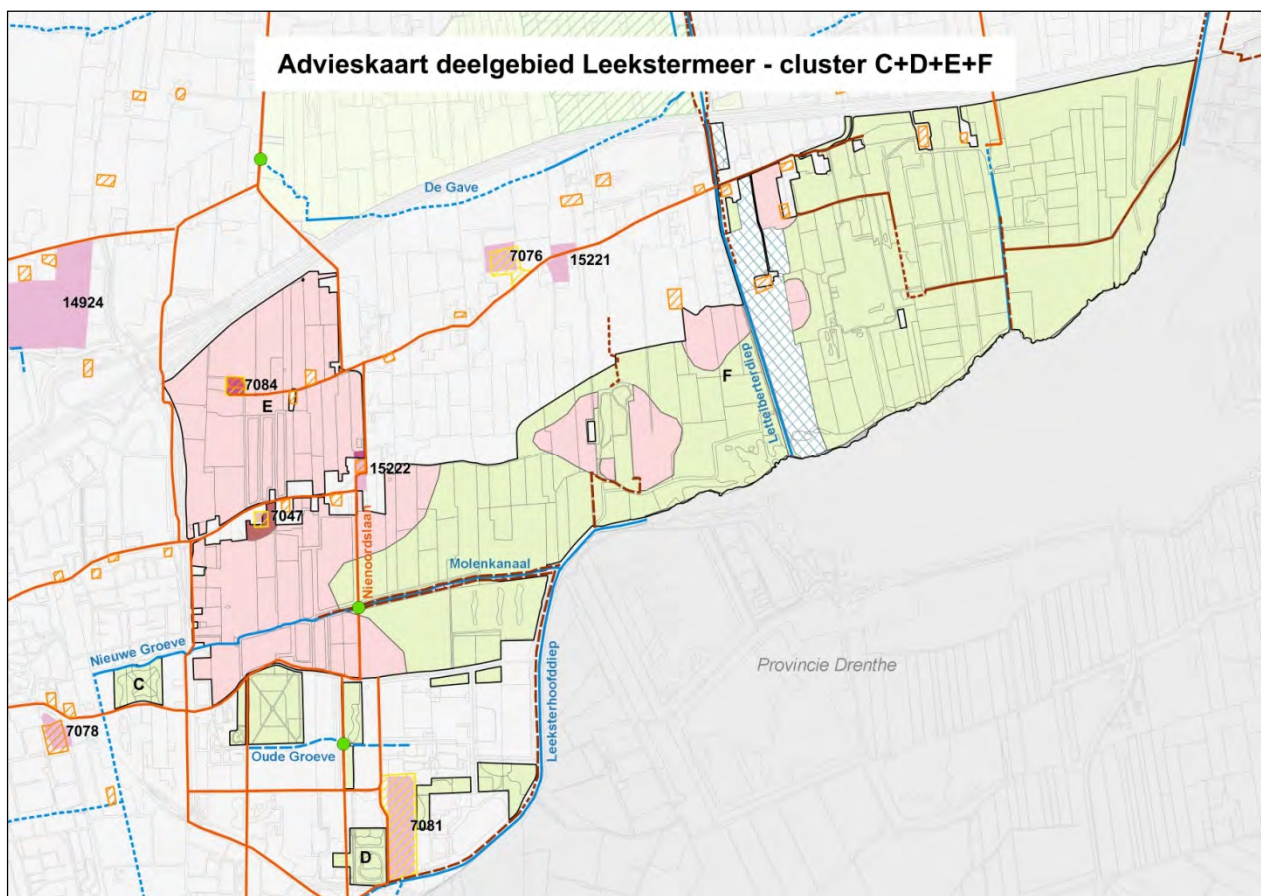 Advieskaart deelgebied Leekstermeer - cluster C+D+E+F
De Gave
7076
15221
14924
7084
E
F
Lettelberterdiep
15222
7047
Nienoordslaan
Molenkanaal
Nieuwe Groeve
C
Provincie Drenthe
7078
Oude Groeve
Leeksterhoofddiep
7081
D